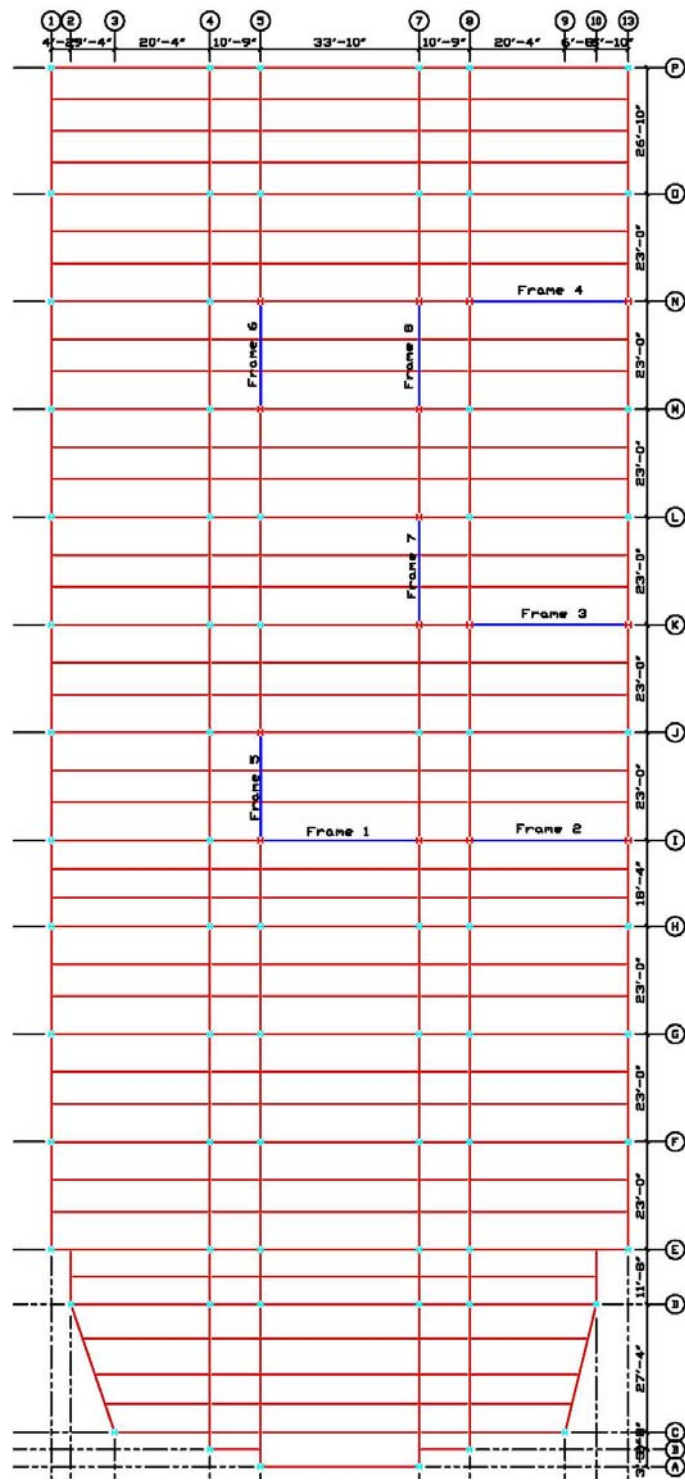 1 2 3 4 5 7 8 9 10 13
20'-4" 10'-9" 33'-10" 10'-9" 20'-4"
P
26'-10"
O
23'-0"
Frame 4
N
Frame 6
Frame 8
23'-0"
M
23'-0"
L
Frame 7
23'-0"
Frame 3
K
23'-0"
J
Frame 5
23'-0"
Frame 1
Frame 2
I
18'-4"
H
23'-0"
G
23'-0"
F
23'-0"
E
11'-8"
D
27'-4"
C
B
A